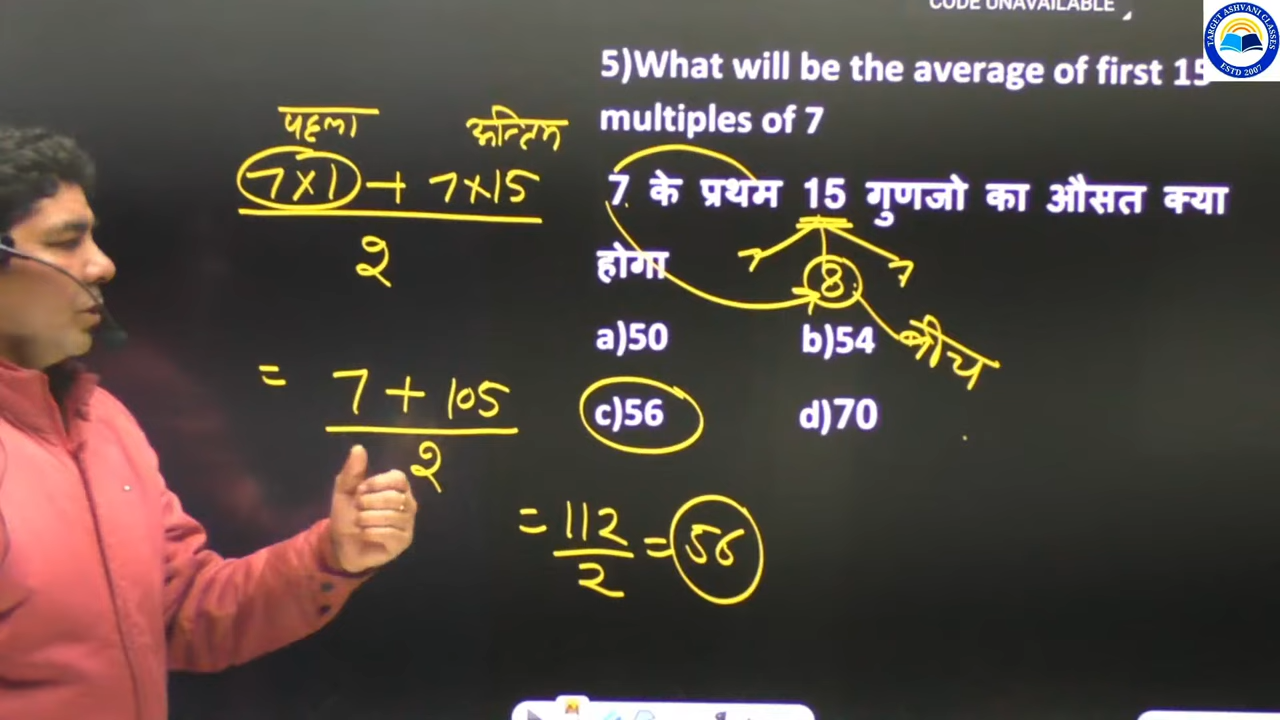 CODE UNAVAILABLE
TARGET ASHVANI CLASSES
ESTD 2007
5)What will be the average of first 15
multiples of 7
7 के प्रथम 15 गुणजो का औसत क्या
होगा
7 8 7
बीच
a)50 b)54
c)56 d)70
पहला अन्तिम
7×1 + 7×15
2
= 7 + 105
2
= 112 = 56
2